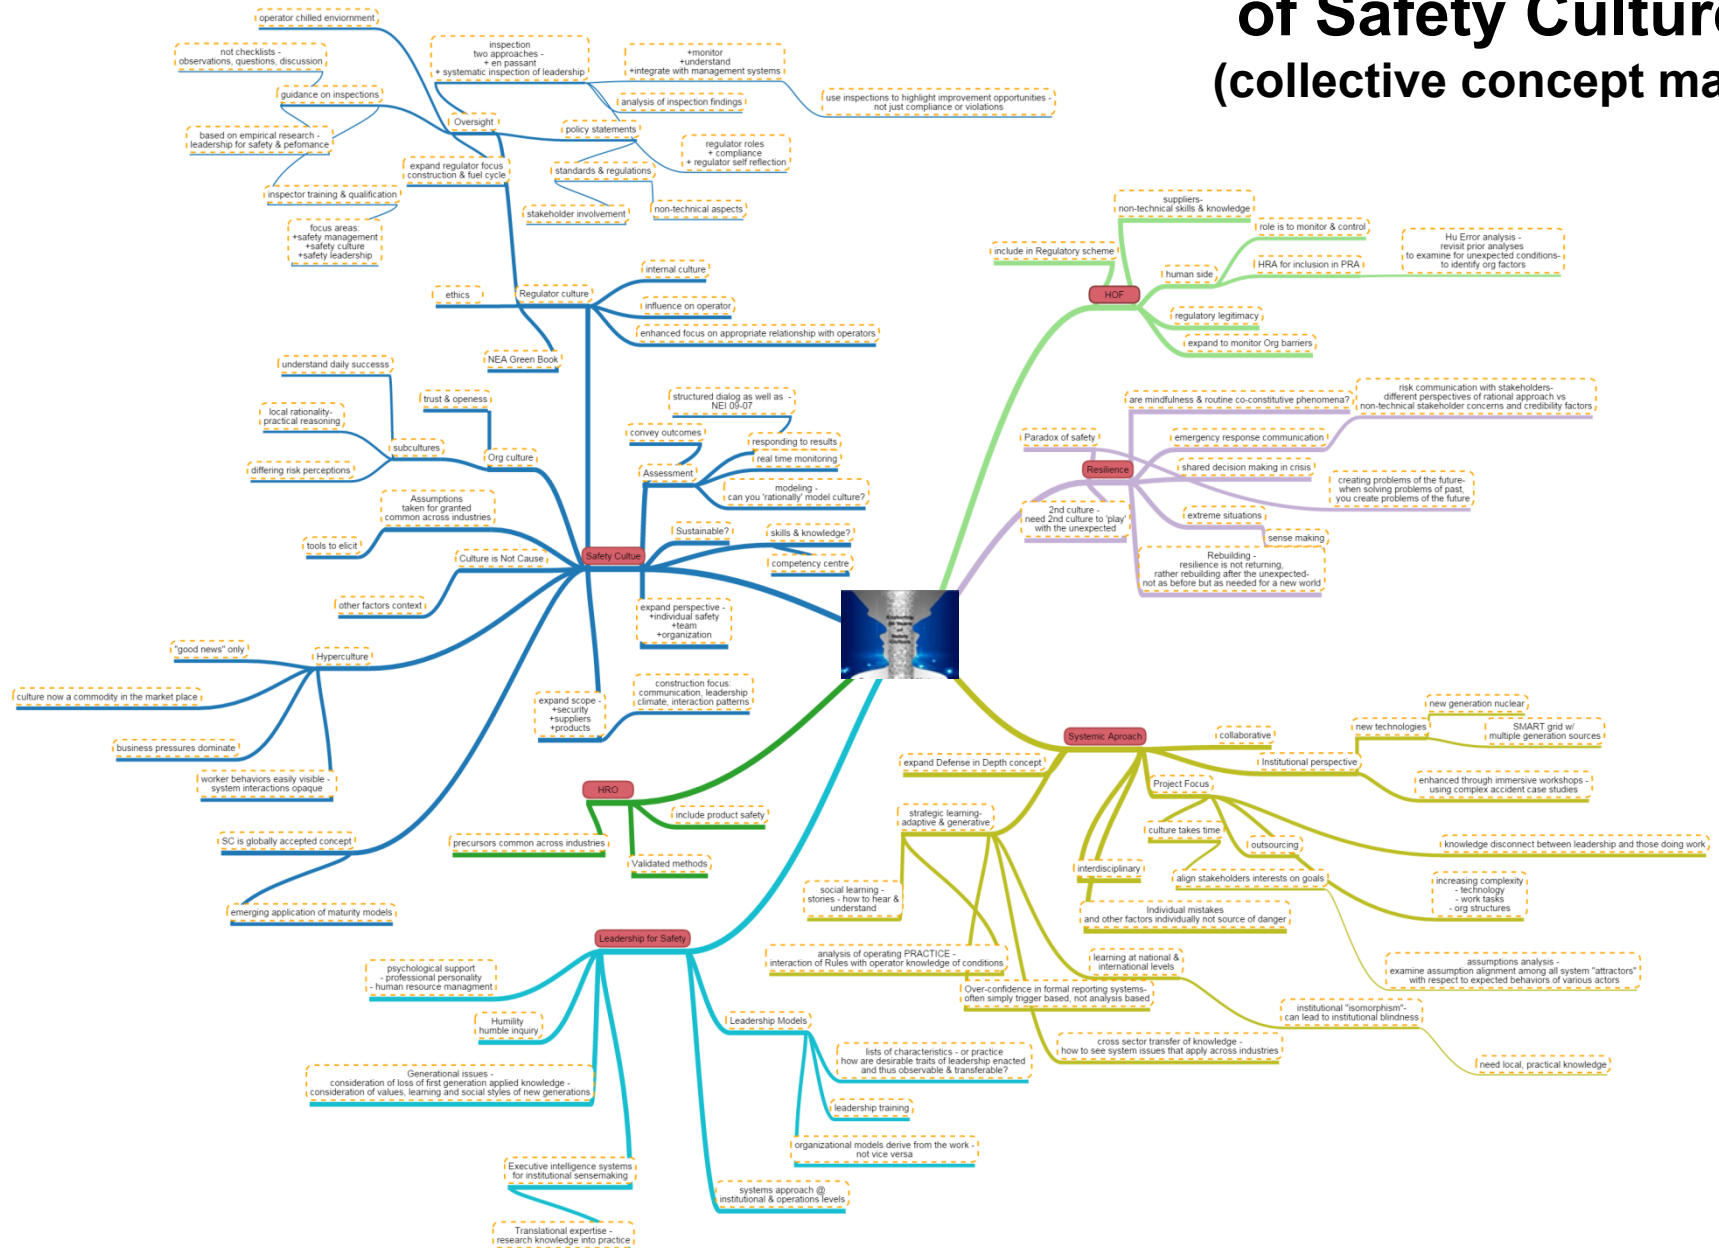 of Safety Culture
(collective concept ma
operator chilled enviornment
not checklists -
observations, questions, discussion
guidance on inspections
based on empirical research -
leadership for safety & pefomance
inspector training & qualification
focus areas:
+safety management
+safety culture
+safety leadership
inspection
two approaches -
+ en passant
+ systematic inspection of leadership
+monitor
+understand
+integrate with management systems
use inspections to highlight improvement opportunities -
not just compliance or violations
analysis of inspection findings
Oversight
policy statements
regulator roles
+ compliance
+ regulator self reflection
expand regulator focus
construction & fuel cycle
standards & regulations
stakeholder involvement
non-technical aspects
internal culture
ethics
Regulator culture
influence on operator
enhanced focus on appropriate relationship with operators
NEA Green Book
understand daily successs
trust & openess
local rationality-
practical reasoning
subcultures
Org culture
differing risk perceptions
structured dialog as well as -
NEI 09-07
convey outcomes
responding to results
real time monitoring
Assessment
modeling -
can you 'rationally' model culture?
Assumptions
taken for granted
common across industries
tools to elicit
Sustainable?
skills & knowledge?
competency centre
Safety Cultue
Culture is Not Cause
other factors context
expand perspective -
+individual safety
+team
+organization
"good news" only
Hyperculture
culture now a commodity in the market place
business pressures dominate
worker behaviors easily visible -
system interactions opaque
expand scope -
+security
+suppliers
+products
construction focus:
communication, leadership
climate, interaction patterns
SC is globally accepted concept
emerging application of maturity models
HRO
include product safety
precursors common across industries
Validated methods
Leadership for Safety
psychological support
- professional personality
- human resource managment
Humility
humble inquiry
Generational issues -
consideration of loss of first generation applied knowledge -
consideration of values, learning and social styles of new generations
Executive intelligence systems
for institutional sensemaking
Translational expertise -
research knowledge into practice
Leadership Models
lists of characteristics - or practice
how are desirable traits of leadership enacted
and thus observable & transferable?
leadership training
organizational models derive from the work -
not vice versa
systems approach @
institutional & operations levels
suppliers-
non-technical skills & knowledge
include in Regulatory scheme
role is to monitor & control
human side
HRA for inclusion in PRA
Hu Error analysis -
revisit prior analyses
to examine for unexpected conditions-
to identify org factors
HOF
regulatory legitimacy
expand to monitor Org barriers
are mindfulness & routine co-constitutive phenomena?
risk communication with stakeholders-
different perspectives of rational approach vs
non-technical stakeholder concerns and credibility factors
Paradox of safety
emergency response communication
Resilience
shared decision making in crisis
creating problems of the future-
when solving problems of past,
you create problems of the future
2nd culture -
need 2nd culture to 'play'
with the unexpected
extreme situations
sense making
Rebuilding -
resilience is not returning,
rather rebuilding after the unexpected-
not as before but as needed for a new world
Exploring
30 Years
of
Safety
Culture
Systemic Aproach
collaborative
new generation nuclear
new technologies
SMART grid w/
multiple generation sources
Institutional perspective
enhanced through immersive workshops -
using complex accident case studies
expand Defense in Depth concept
Project Focus
strategic learning-
adaptive & generative
culture takes time
outsourcing
knowledge disconnect between leadership and those doing work
interdisciplinary
align stakeholders interests on goals
increasing complexity
- technology
- work tasks
- org structures
social learning -
stories - how to hear &
understand
Individual mistakes
and other factors individually not source of danger
analysis of operating PRACTICE -
interaction of Rules with operator knowledge of conditions
learning at national &
international levels
assumptions analysis -
examine assumption alignment among all system "attractors"
with respect to expected behaviors of various actors
Over-confidence in formal reporting systems-
often simply trigger based, not analysis based
institutional "isomorphism"-
can lead to institutional blindness
cross sector transfer of knowledge -
how to see system issues that apply across industries
need local, practical knowledge